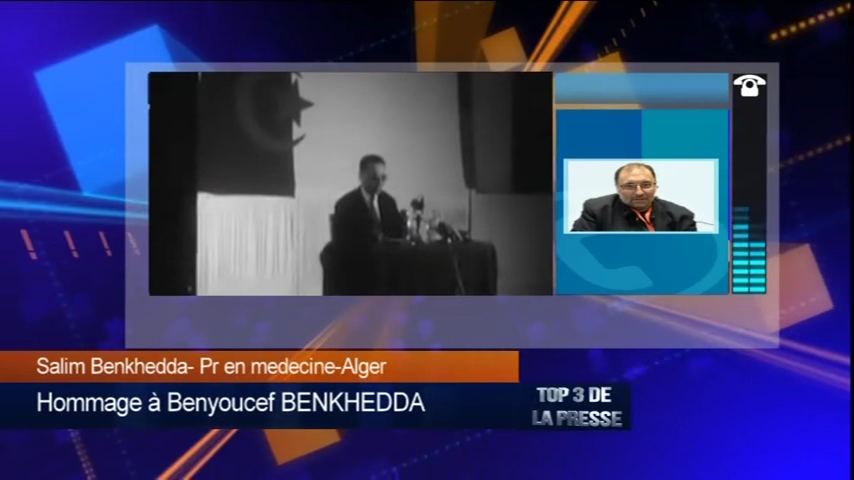 Salim Benkhedda- Pr en medecine-Alger
Hommage à Benyoucef BENKHEDDA
TOP 3 DE
LA PRESSE